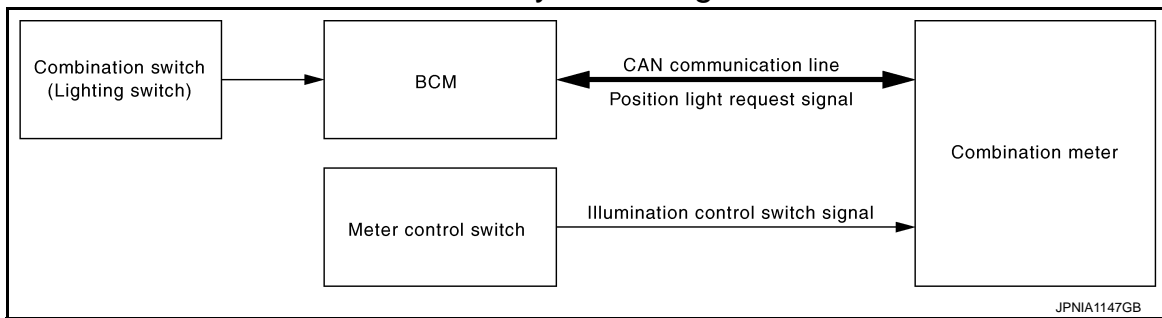 Combination switch
(Lighting switch)
BCM
CAN communication line
Position light request signal
Combination meter
Meter control switch
Illumination control switch signal
JPNIA1147GB